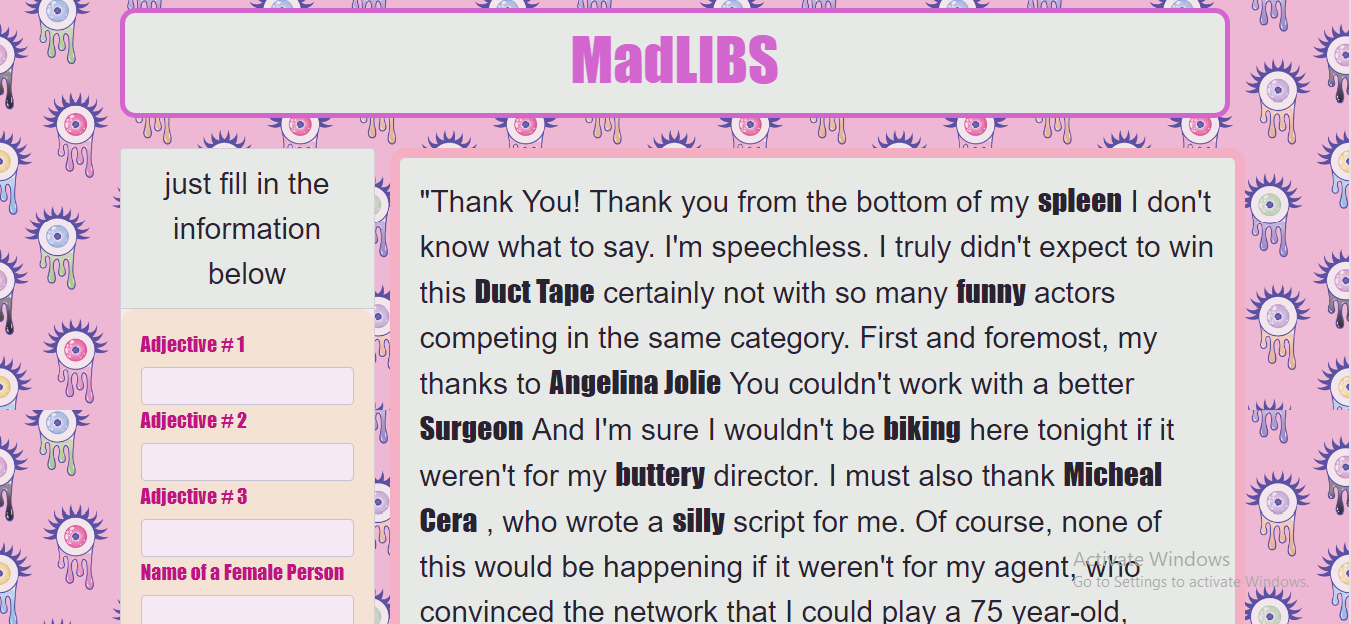 MadLIBS
just fill in the
information
below
Adjective # 1
Adjective # 2
Adjective # 3
Name of a Female Person
"Thank You! Thank you from the bottom of my spleen I don't
know what to say. I'm speechless. I truly didn't expect to win
this Duct Tape certainly not with so many funny actors
competing in the same category. First and foremost, my
thanks to Angelina Jolie You couldn't work with a better
Surgeon And I'm sure I wouldn't be biking here tonight if it
weren't for my buttery director. I must also thank Micheal
Cera , who wrote a silly script for me. Of course, none of
this would be happening if it weren't for my agent, who
convinced the network that I could play a 75 year-old,
Activate Windows
Go to Settings to activate Windows.